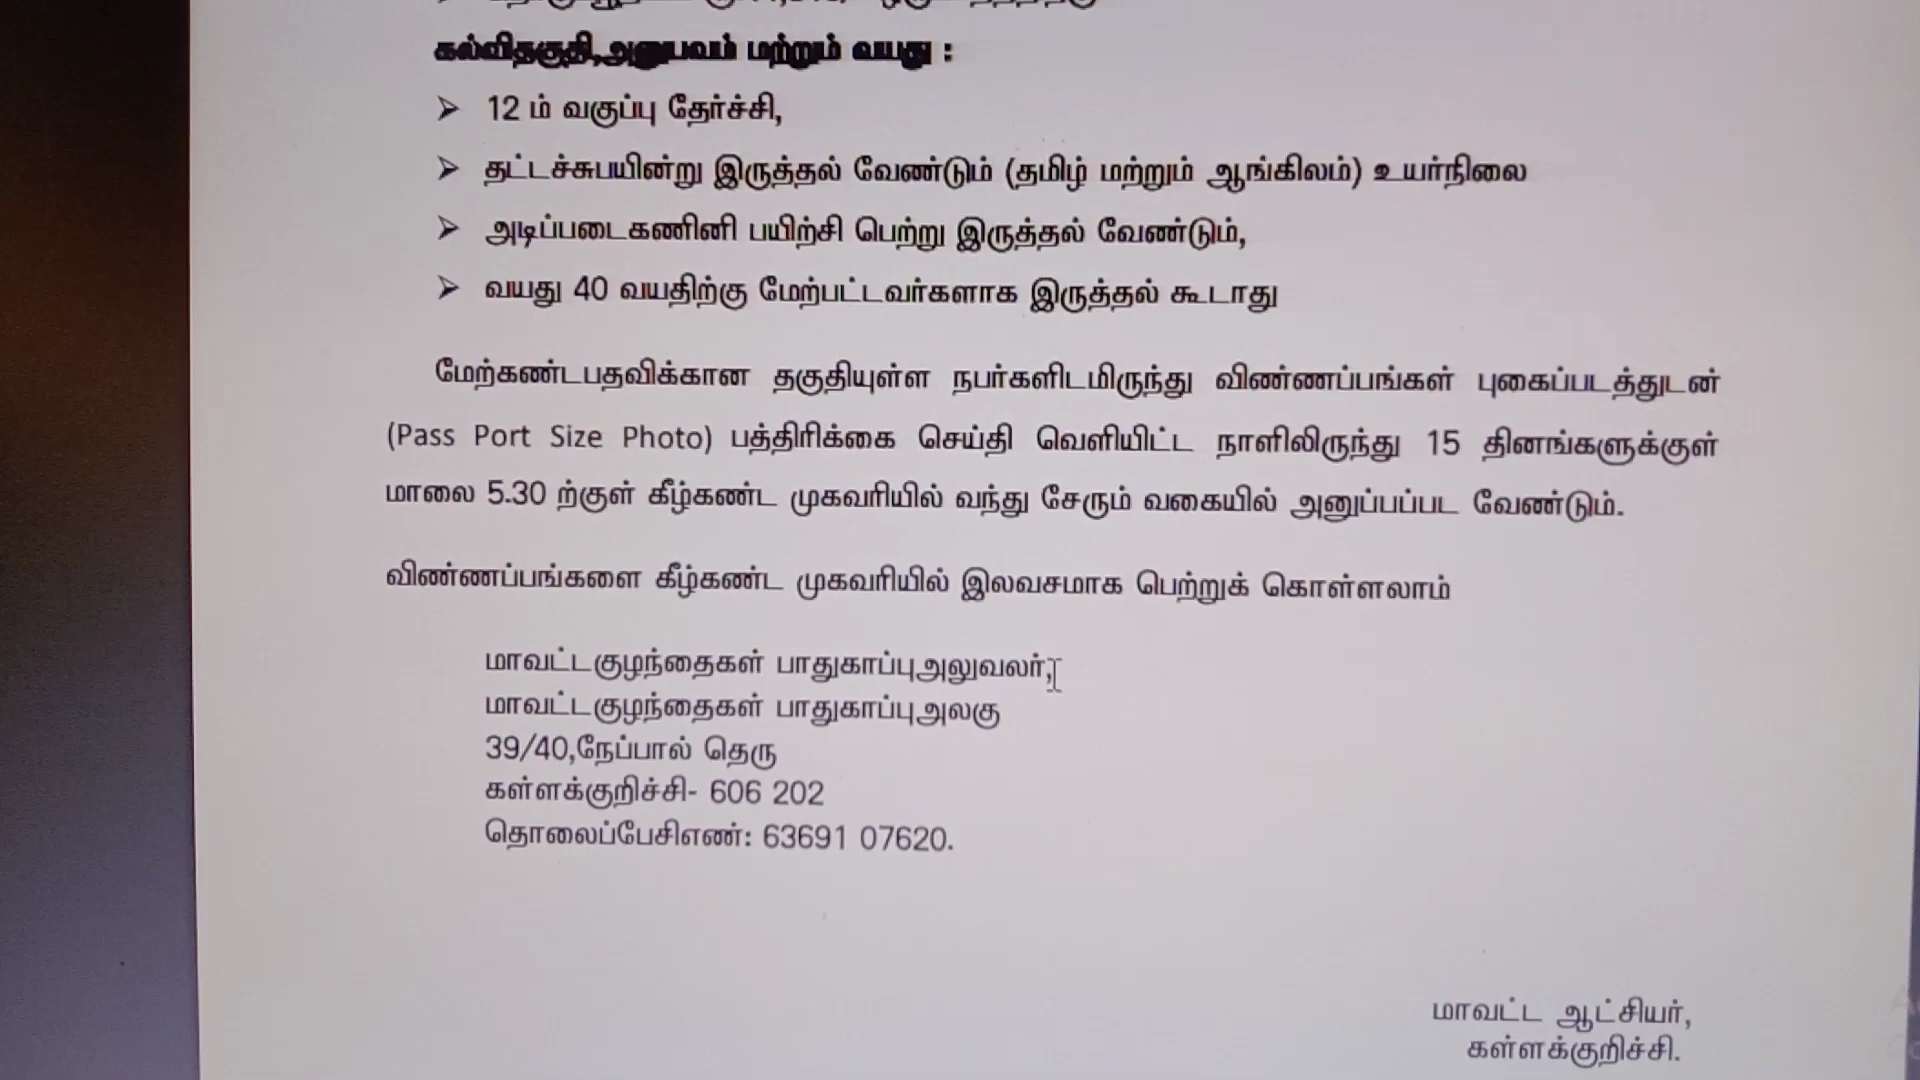 கல்விதகுதி,அனுபவம் மற்றும் வயது :
➢ 12 ம் வகுப்பு தேர்ச்சி,
➢ தட்டச்சுபயின்று இருத்தல் வேண்டும் (தமிழ் மற்றும் ஆங்கிலம்) உயர்நிலை
➢ அடிப்படைகணினி பயிற்சி பெற்று இருத்தல் வேண்டும்,
➢ வயது 40 வயதிற்கு மேற்பட்டவர்களாக இருத்தல் கூடாது
மேற்கண்டபதவிக்கான தகுதியுள்ள நபர்களிடமிருந்து விண்ணப்பங்கள் புகைப்படத்துடன்
(Pass Port Size Photo) பத்திரிக்கை செய்தி வெளியிட்ட நாளிலிருந்து 15 தினங்களுக்குள்
மாலை 5.30 ற்குள் கீழ்கண்ட முகவரியில் வந்து சேரும் வகையில் அனுப்பப்பட வேண்டும்.
விண்ணப்பங்களை கீழ்கண்ட முகவரியில் இலவசமாக பெற்றுக் கொள்ளலாம்
மாவட்டகுழந்தைகள் பாதுகாப்புஅலுவலர்,
மாவட்டகுழந்தைகள் பாதுகாப்புஅலகு
39/40,நேப்பால் தெரு
கள்ளக்குறிச்சி- 606 202
தொலைப்பேசிஎண்: 63691 07620.
மாவட்ட ஆட்சியர்,
கள்ளக்குறிச்சி.